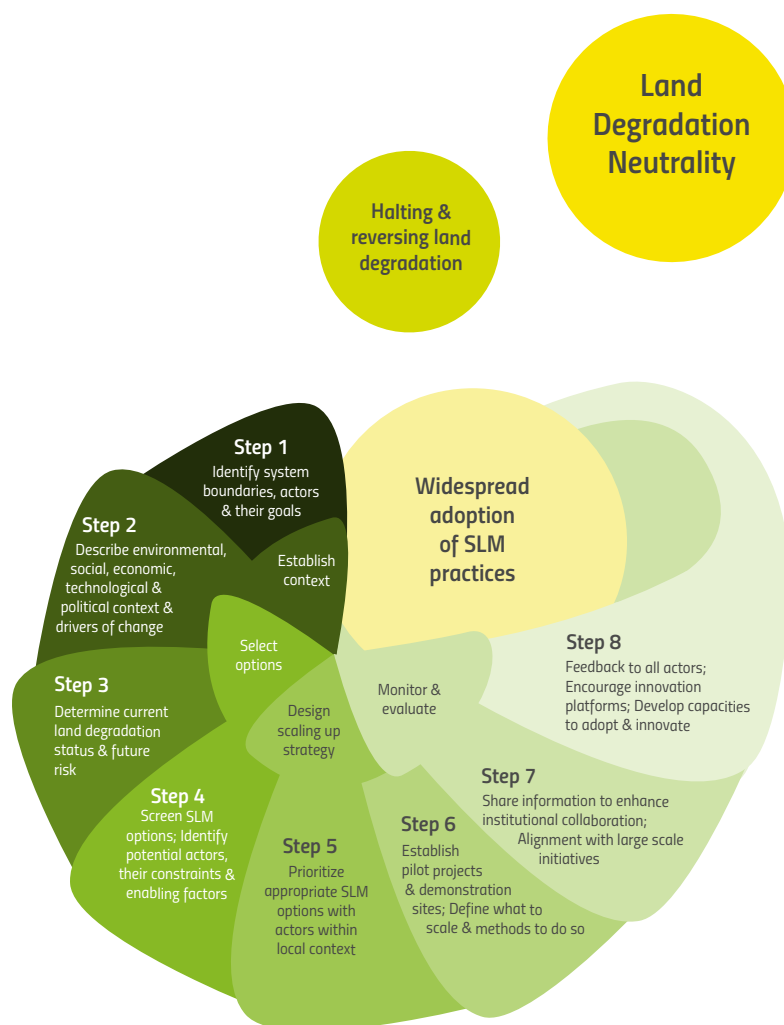 Land
Degradation
Neutrality
Halting &
reversing land
degradation
Step 1
Identify system
boundaries, actors
& their goals
Widespread
adoption
of SLM
practices
Step 2
Describe environmental,
social, economic,
technological &
political context &
drivers of change
Establish
context
Select
options
Step 3
Determine current
land degradation
status & future
risk
Design
scaling up
strategy
Monitor &
evaluate
Step 4
Screen SLM
options; Identify
potential actors,
their constraints &
enabling factors
Step 5
Prioritize
appropriate SLM
options with
actors within
local context
Step 6
Establish
pilot projects
& demonstration
sites; Define what to
scale & methods to do so
Step 7
Share information to enhance
institutional collaboration;
Alignment with large scale
initiatives
Step 8
Feedback to all actors;
Encourage innovation
platforms; Develop capacities
to adopt & innovate